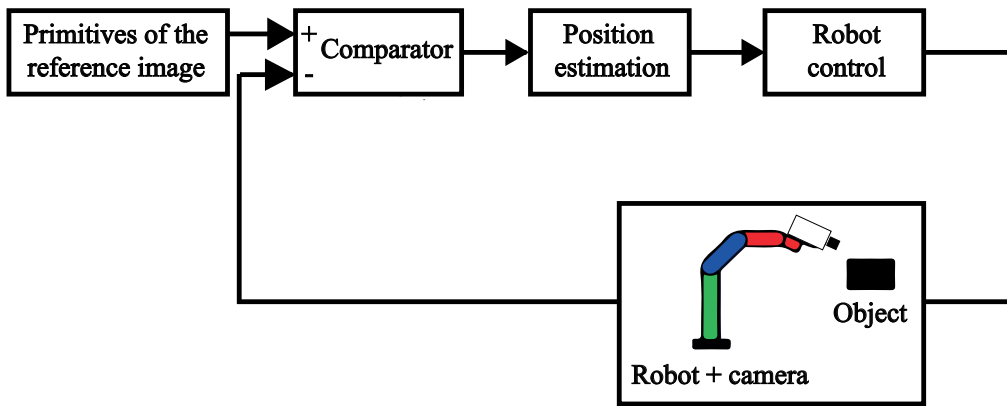 Primitives of the
reference image
+
-
Comparator
Position
estimation
Robot
control
Object
Robot + camera